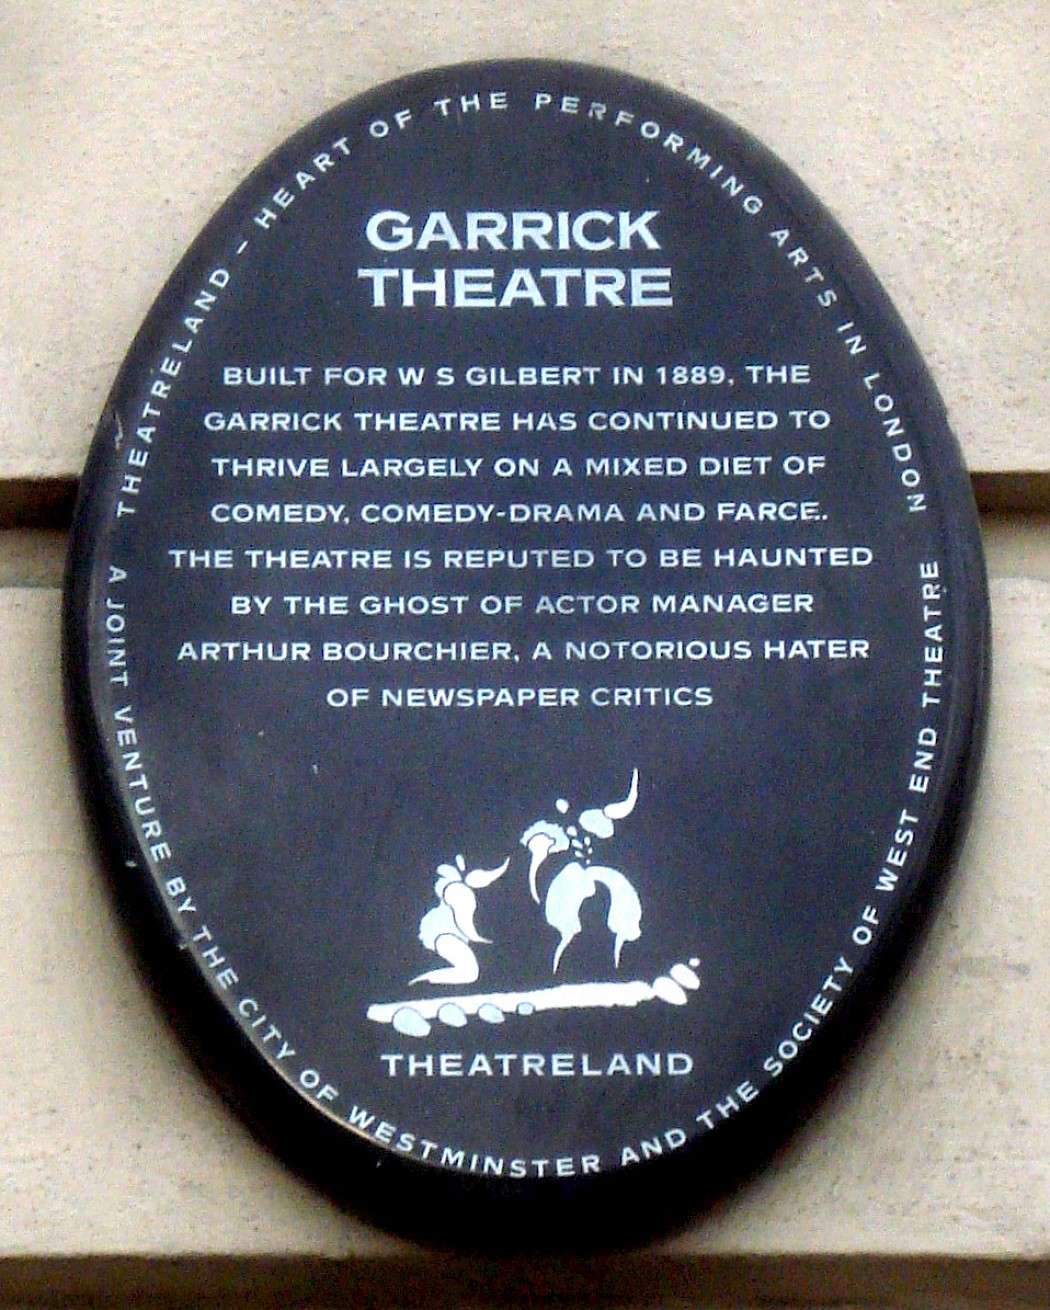 THEATRELAND – HEART OF THE PERFORMING ARTS IN LONDON
GARRICK
THEATRE
BUILT FOR W S GILBERT IN 1889, THE
GARRICK THEATRE HAS CONTINUED TO
THRIVE LARGELY ON A MIXED DIET OF
COMEDY, COMEDY-DRAMA AND FARCE.
THE THEATRE IS REPUTED TO BE HAUNTED
BY THE GHOST OF ACTOR MANAGER
ARTHUR BOURCHIER, A NOTORIOUS HATER
OF NEWSPAPER CRITICS
THEATRELAND
A JOINT VENTURE BY THE CITY OF WESTMINSTER AND THE SOCIETY OF WEST END THEATRE